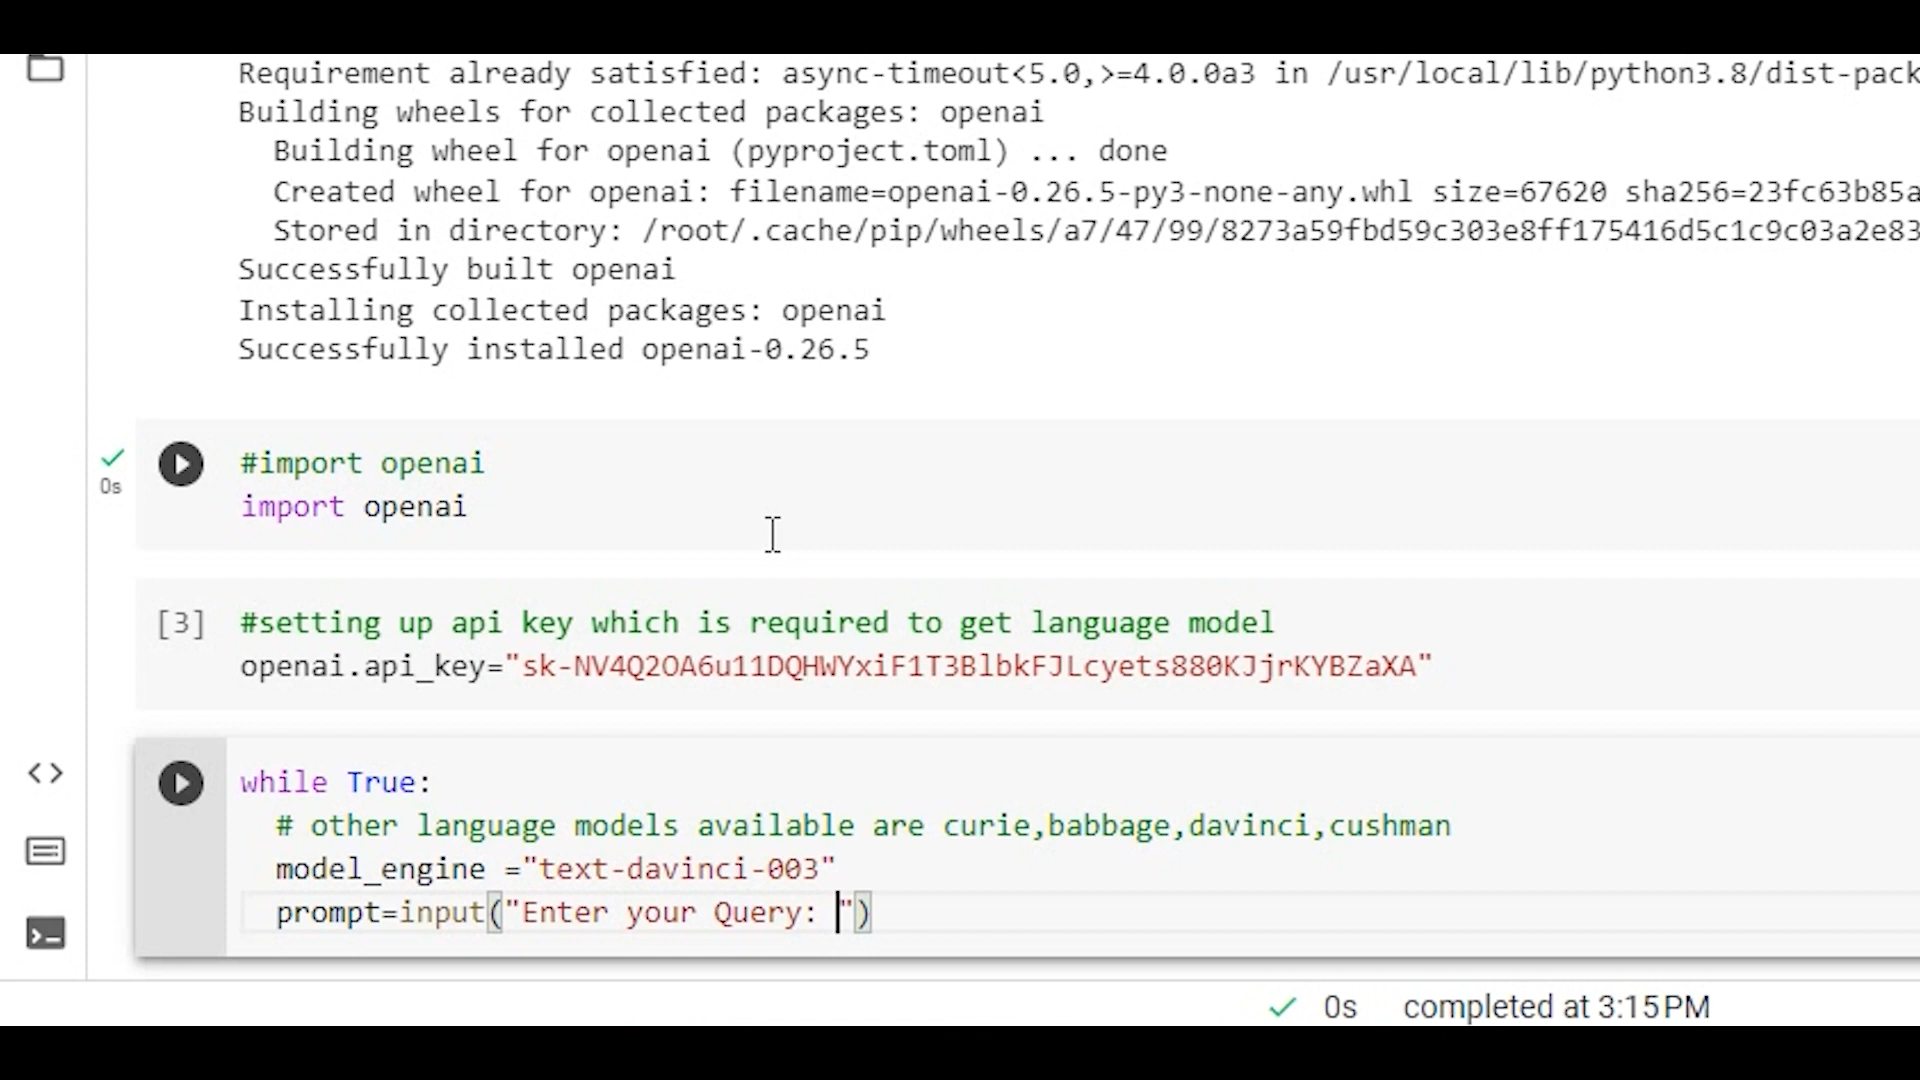 Requirement already satisfied: async-timeout<5.0,>=4.0.0a3 in /usr/local/lib/python3.8/dist-pack
Building wheels for collected packages: openai
Building wheel for openai (pyproject.toml) ... done
Created wheel for openai: filename=openai-0.26.5-py3-none-any.whl size=67620 sha256=23fc63b85a
Stored in directory: /root/.cache/pip/wheels/a7/47/99/8273a59fbd59c303e8ff175416d5c1c9c03a2e83
Successfully built openai
Installing collected packages: openai
Successfully installed openai-0.26.5
0s
#import openai
import openai
[3]
#setting up api key which is required to get language model
openai.api_key="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"
while True:
# other language models available are curie,babbage,davinci,cushman
model_engine ="text-davinci-003"
prompt=input("Enter your Query: ")
0s completed at 3:15 PM